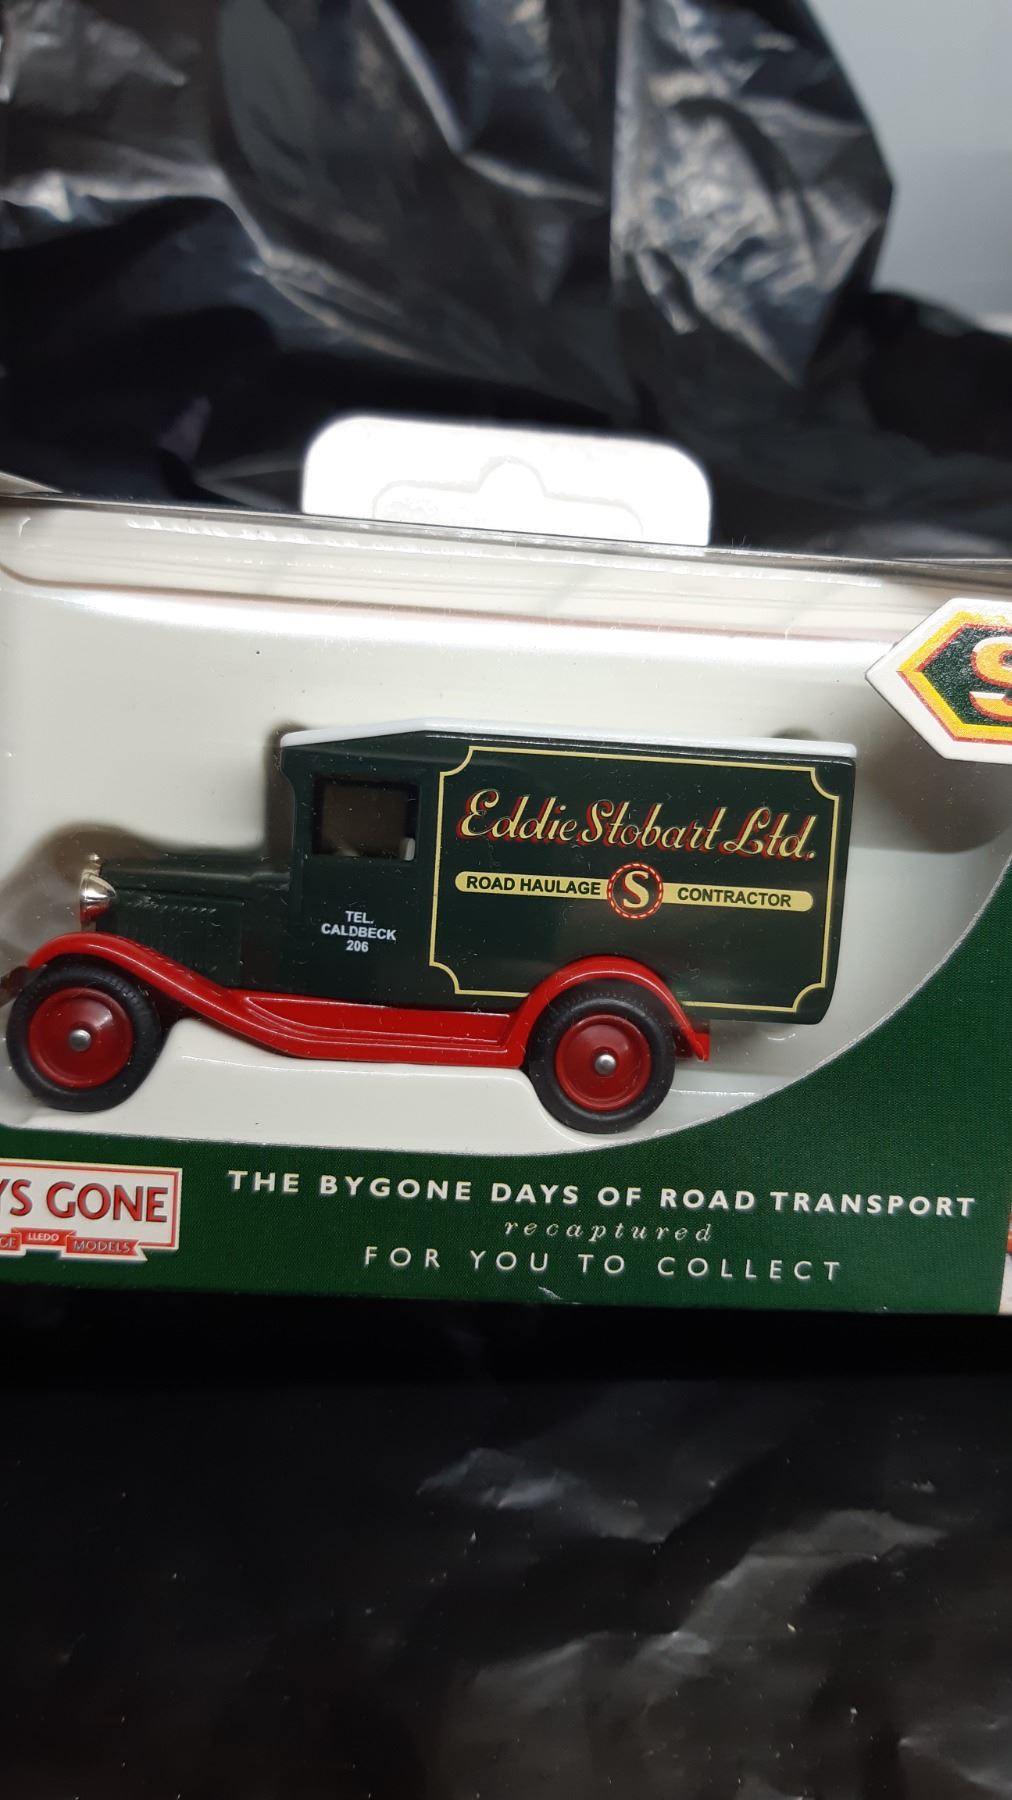 S
Eddie Stobart Ltd.
ROAD HAULAGE S CONTRACTOR
TEL.
CALDBECK
206
YS GONE
GE LLEDO MODELS
THE BYGONE DAYS OF ROAD TRANSPORT
recaptured
FOR YOU TO COLLECT